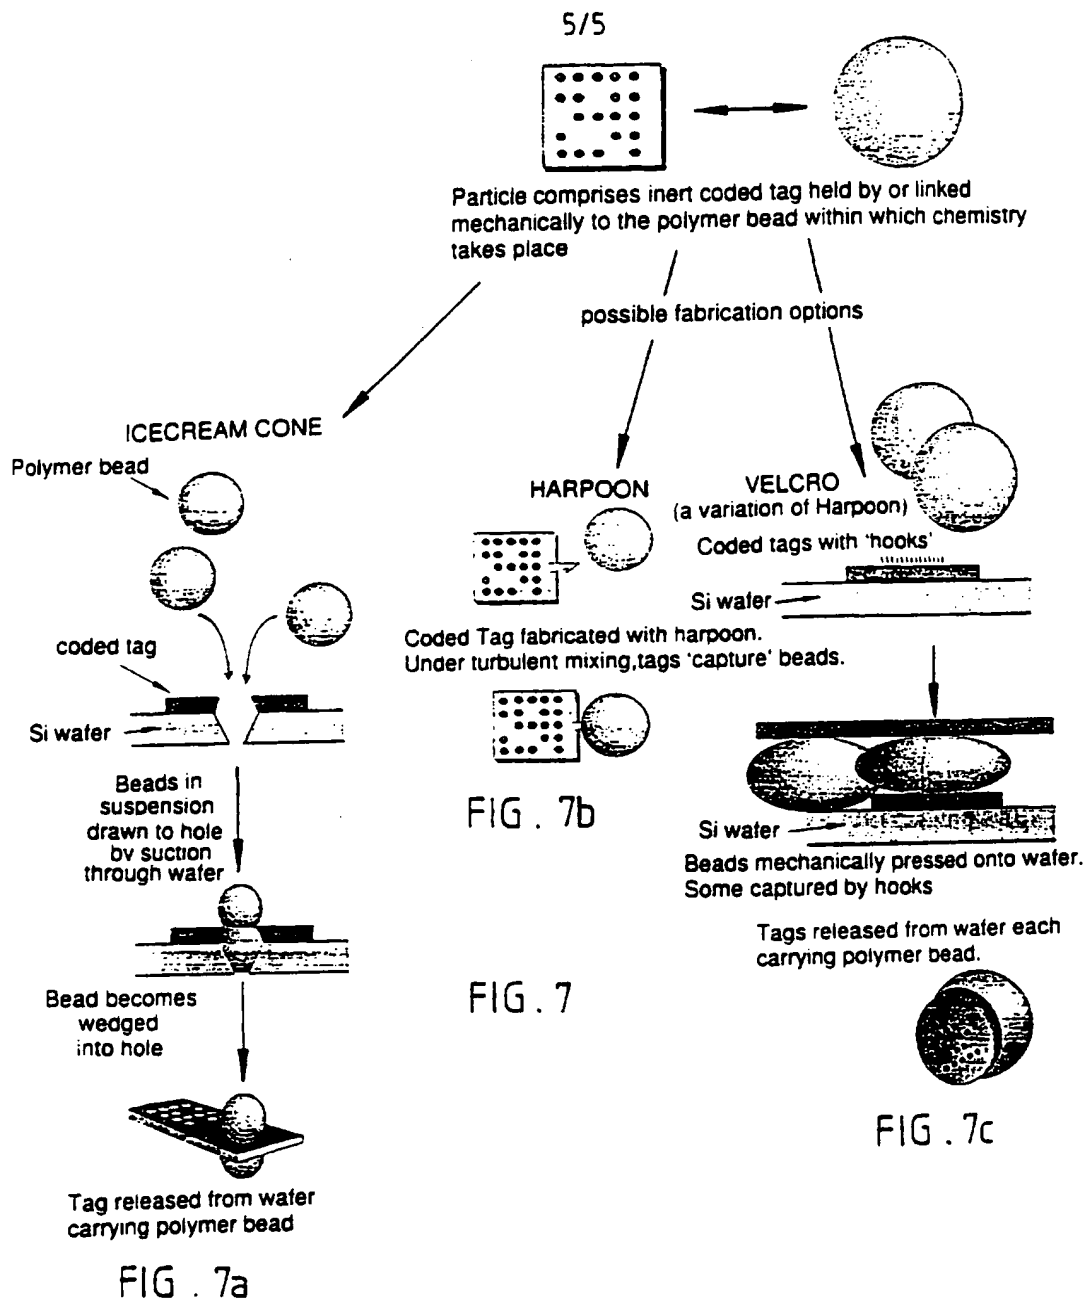 5/5
Particle comprises inert coded tag held by or linked
mechanically to the polymer bead within which chemistry
takes place
possible fabrication options
ICECREAM CONE
Polymer bead
coded tag
Si wafer
Beads in
suspension
drawn to hole
by suction
through wafer
Bead becomes
wedged
into hole
Tag released from wafer
carrying polymer bead
FIG . 7a
HARPOON
Coded Tag fabricated with harpoon.
Under turbulent mixing,tags 'capture' beads.
FIG . 7b
FIG . 7
VELCRO
(a variation of Harpoon)
Coded tags with 'hooks'
Si wafer
Si wafer
Beads mechanically pressed onto wafer.
Some captured by hooks
Tags released from wafer each
carrying polymer bead.
FIG . 7c